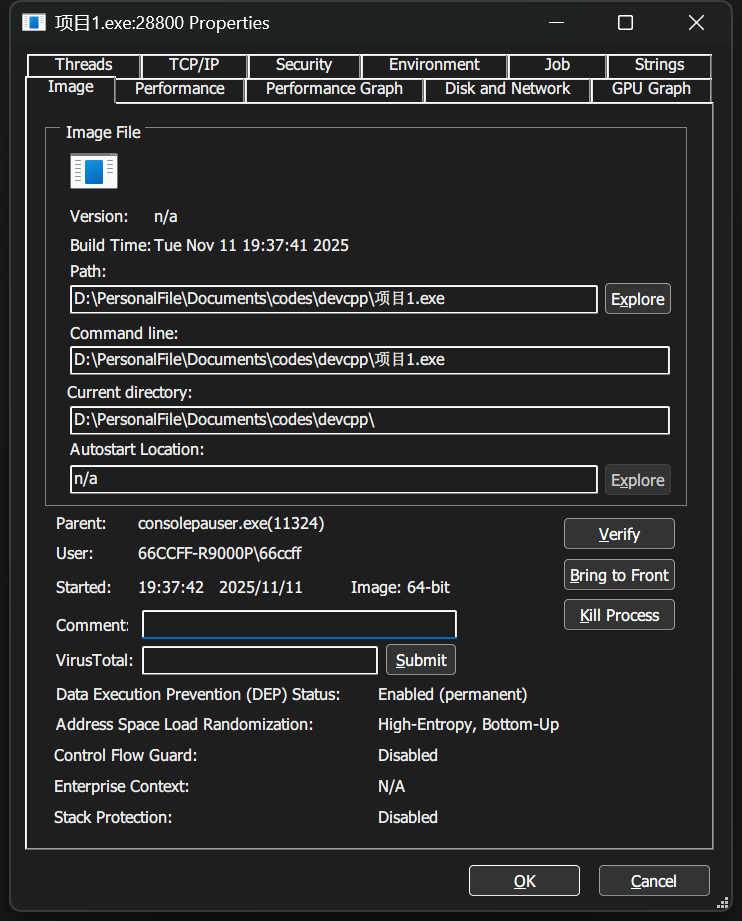 项目1.exe:28800 Properties
Threads TCP/IP Security Environment Job Strings
Image Performance Performance Graph Disk and Network GPU Graph
Image File
Version: n/a
Build Time: Tue Nov 11 19:37:41 2025
Path:
D:\PersonalFile\Documents\codes\devcpp\项目1.exe Explore
Command line:
D:\PersonalFile\Documents\codes\devcpp\项目1.exe
Current directory:
D:\PersonalFile\Documents\codes\devcpp\
Autostart Location:
n/a Explore
Parent: consolepauser.exe(11324)
Verify
User: 66CCFF-R9000P\66ccff
Bring to Front
Started: 19:37:42 2025/11/11 Image: 64-bit
Kill Process
Comment:
VirusTotal: Submit
Data Execution Prevention (DEP) Status: Enabled (permanent)
Address Space Load Randomization: High-Entropy, Bottom-Up
Control Flow Guard: Disabled
Enterprise Context: N/A
Stack Protection: Disabled
OK Cancel